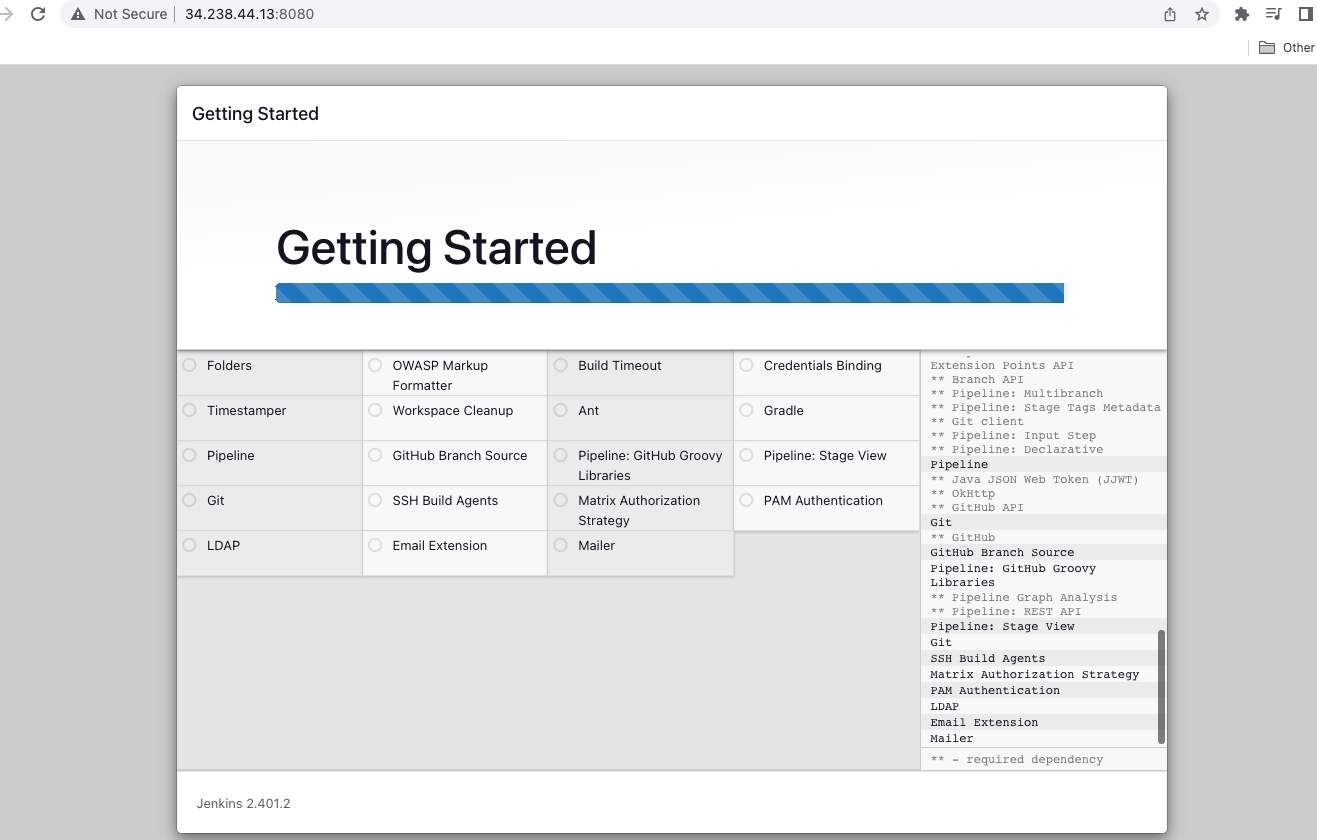 Not Secure
34.238.44.13:8080
Other
Getting Started
Getting Started
Folders
OWASP Markup
Formatter
Build Timeout
Credentials Binding
Timestamper
Workspace Cleanup
Ant
Gradle
Pipeline
GitHub Branch Source
Pipeline: GitHub Groovy
Libraries
Pipeline: Stage View
Git
SSH Build Agents
Matrix Authorization
Strategy
PAM Authentication
LDAP
Email Extension
Mailer
Extension Points API
** Branch API
** Pipeline: Multibranch
** Pipeline: Stage Tags Metadata
** Git client
** Pipeline: Input Step
** Pipeline: Declarative
Pipeline
** Java JSON Web Token (JJWT)
** OkHttp
** GitHub API
Git
** GitHub
GitHub Branch Source
Pipeline: GitHub Groovy
Libraries
** Pipeline Graph Analysis
** Pipeline: REST API
Pipeline: Stage View
Git
SSH Build Agents
Matrix Authorization Strategy
PAM Authentication
LDAP
Email Extension
Mailer
** - required dependency
Jenkins 2.401.2